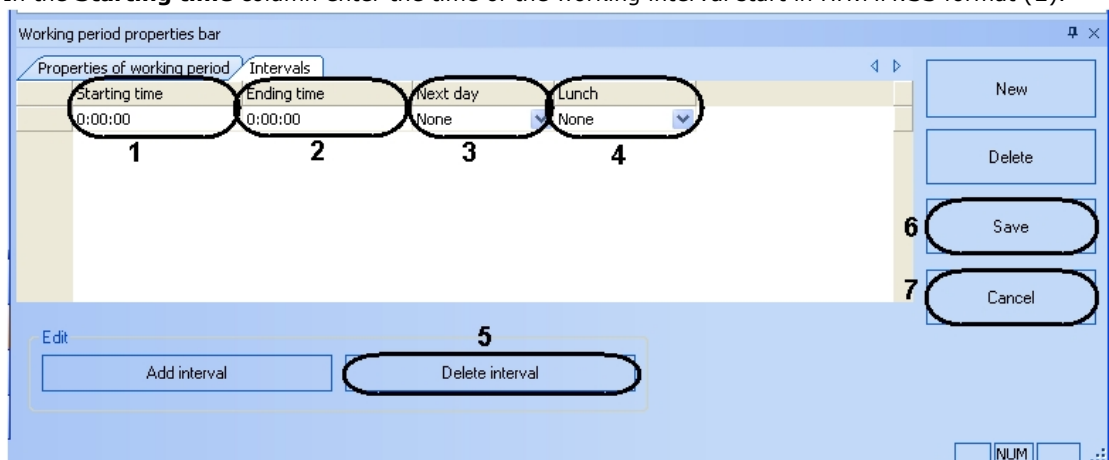 In the Starting time column enter the time of the working interval start in HH:MM:SS format (1).
Working period properties bar
Properties of working period Intervals
Starting time Ending time Next day Lunch
0:00:00 0:00:00 None None
1 2 3 4
New
Delete
6 Save
7 Cancel
Edit
5
Add interval Delete interval
NUM